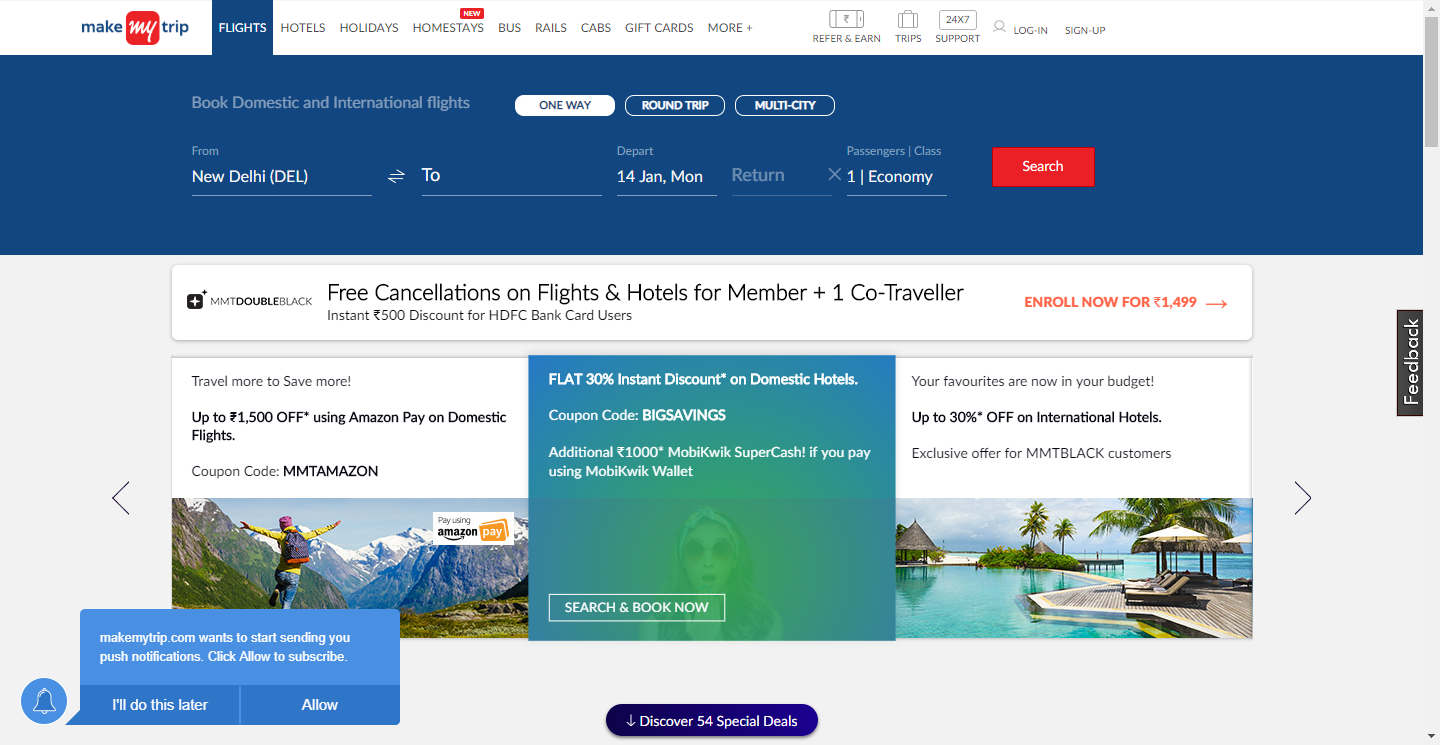 make my trip
FLIGHTS
HOTELS
HOLIDAYS
NEW
HOMESTAYS
BUS
RAILS
CABS
GIFT CARDS
MORE +
₹
REFER & EARN
TRIPS
24X7
SUPPORT
LOG-IN
SIGN-UP
Book Domestic and International flights
ONE WAY
ROUND TRIP
MULTI-CITY
From
New Delhi (DEL)
To
Depart
14 Jan, Mon
Return
Passengers | Class
1 | Economy
Search
MMTDOUBLEBLACK
Free Cancellations on Flights & Hotels for Member + 1 Co-Traveller
Instant ₹500 Discount for HDFC Bank Card Users
ENROLL NOW FOR ₹1,499
Feedback
Travel more to Save more!
Up to ₹1,500 OFF* using Amazon Pay on Domestic
Flights.
Coupon Code: MMTAMAZON
Pay using
amazon pay
FLAT 30% Instant Discount* on Domestic Hotels.
Coupon Code: BIGSAVINGS
Additional ₹1000* MobiKwik SuperCash! if you pay
using MobiKwik Wallet
SEARCH & BOOK NOW
Your favourites are now in your budget!
Up to 30%* OFF on International Hotels.
Exclusive offer for MMTBLACK customers
makemytrip.com wants to start sending you
push notifications. Click Allow to subscribe.
I'll do this later
Allow
Discover 54 Special Deals